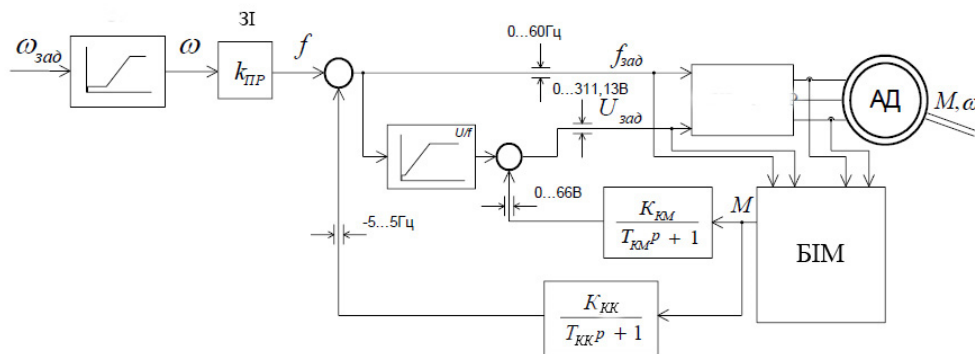 ЗІ
ω_зад
ω
k_ПР
f
0...60Гц
f_зад
0...311,13В
U_зад
АД
M, ω
U/f
0...66В
-5...5Гц
K_КМ
T_КМ p + 1
M
БІМ
K_КК
T_КК p + 1